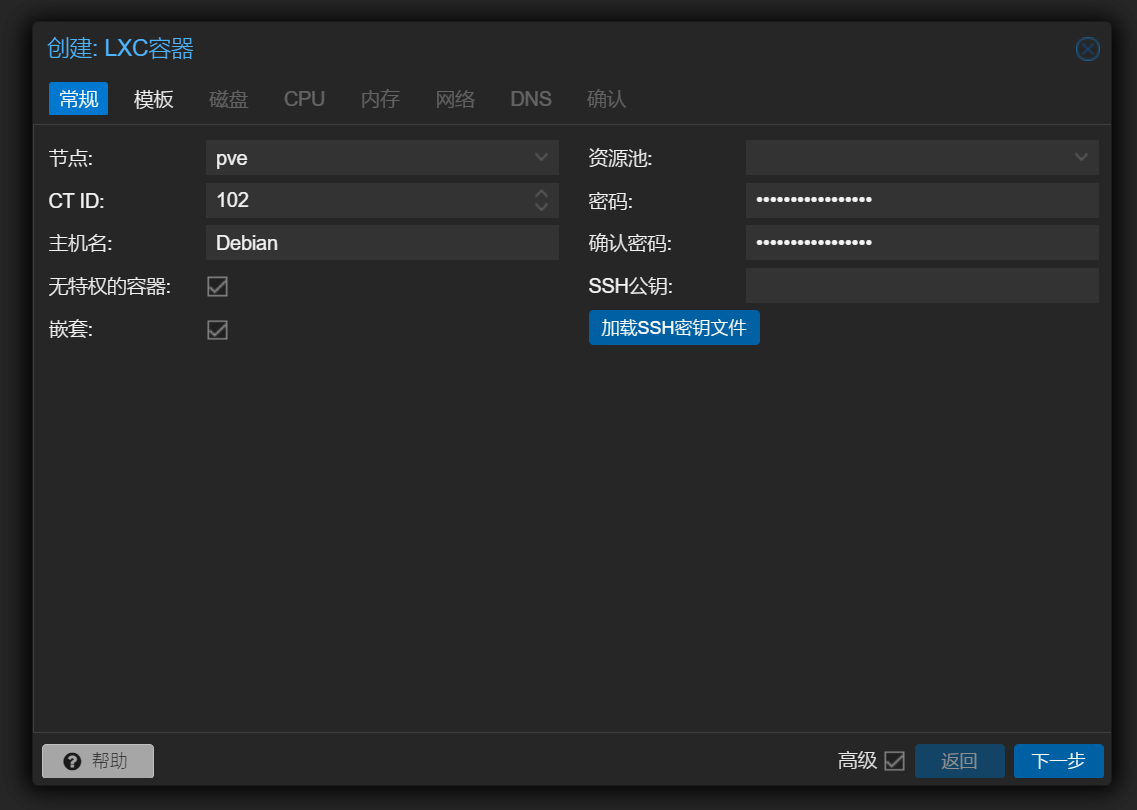 创建: LXC容器
常规 模板 磁盘 CPU 内存 网络 DNS 确认
节点: pve 资源池:
CT ID: 102 密码: •••••••••••••••••
主机名: Debian 确认密码: •••••••••••••••••
无特权的容器: SSH公钥:
嵌套: 加载SSH密钥文件
帮助 高级 返回 下一步